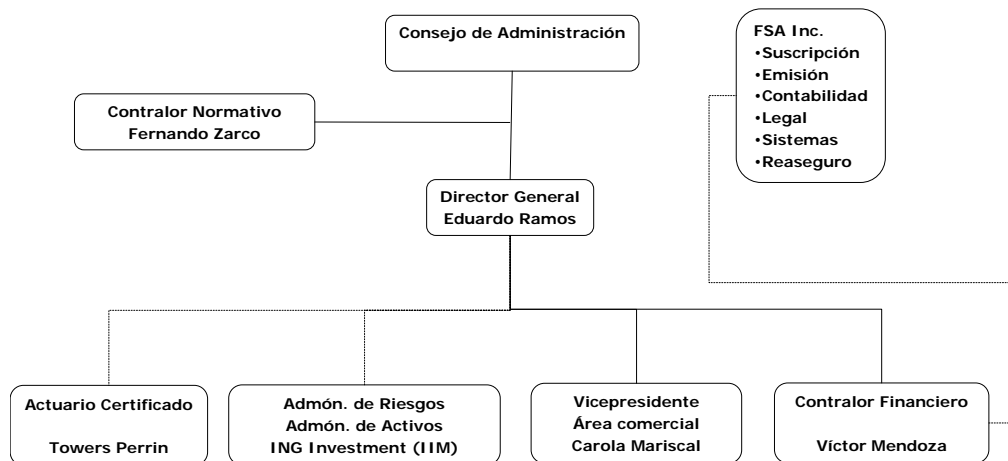 Consejo de Administración
FSA Inc.
•Suscripción
•Emisión
•Contabilidad
•Legal
•Sistemas
•Reaseguro
Contralor Normativo
Fernando Zarco
Director General
Eduardo Ramos
Actuario Certificado
Towers Perrin
Admón. de Riesgos
Admón. de Activos
ING Investment (IIM)
Vicepresidente
Área comercial
Carola Mariscal
Contralor Financiero
Víctor Mendoza